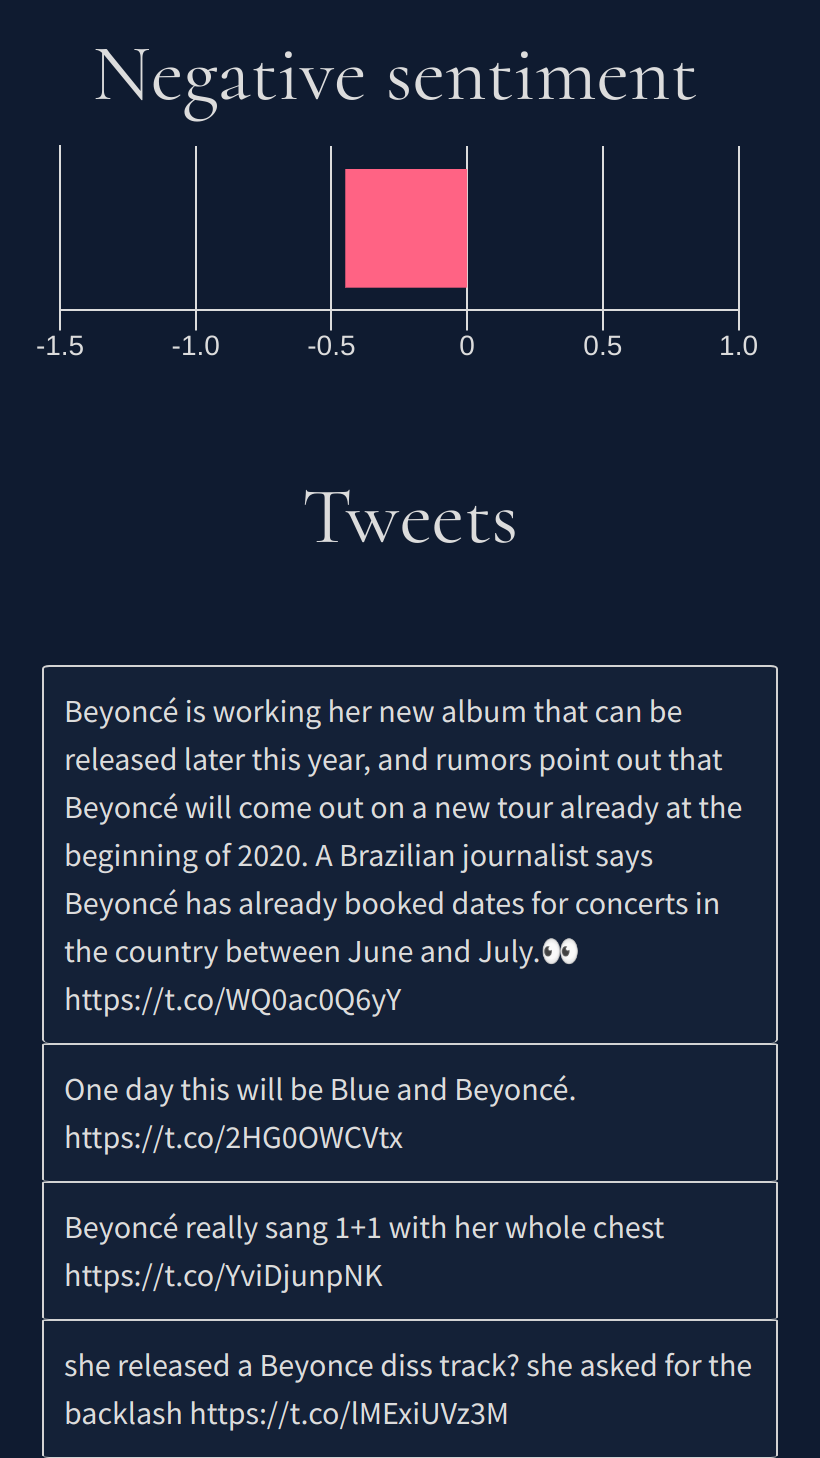 Negative sentiment
-1.5 -1.0 -0.5 0 0.5 1.0
Tweets
Beyoncé is working her new album that can be
released later this year, and rumors point out that
Beyoncé will come out on a new tour already at the
beginning of 2020. A Brazilian journalist says
Beyoncé has already booked dates for concerts in
the country between June and July.👀
https://t.co/WQ0ac0Q6yY
One day this will be Blue and Beyoncé.
https://t.co/2HG0OWCVtx
Beyoncé really sang 1+1 with her whole chest
https://t.co/YviDjunpNK
she released a Beyonce diss track? she asked for the
backlash https://t.co/lMExiUVz3M